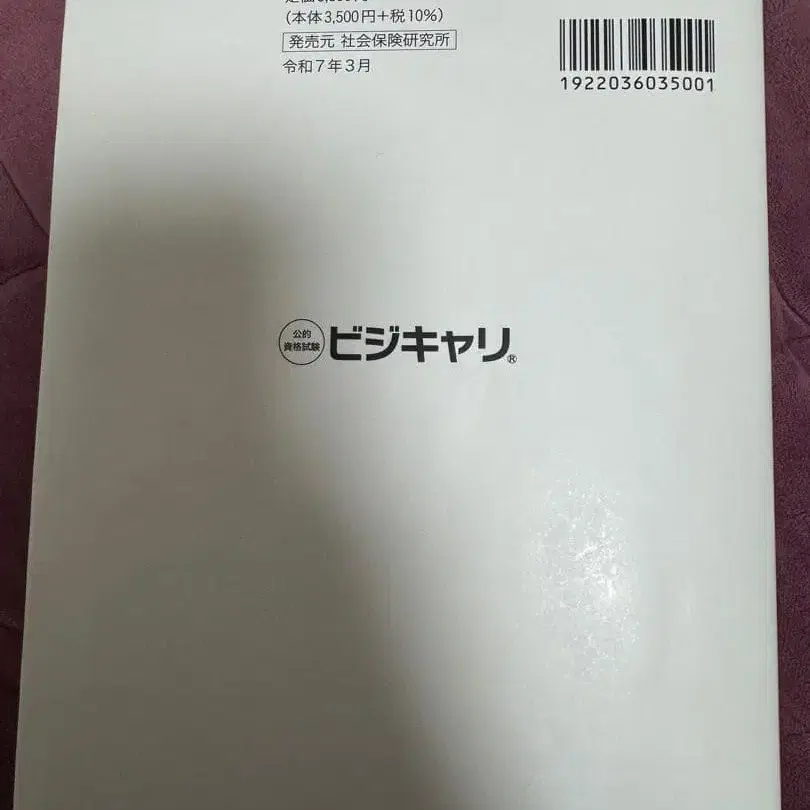 （本体3,500円＋税10%）
発売元 社会保険研究所
令和7年3月
1922036035001
公的
資格試験
ビジキャリ®